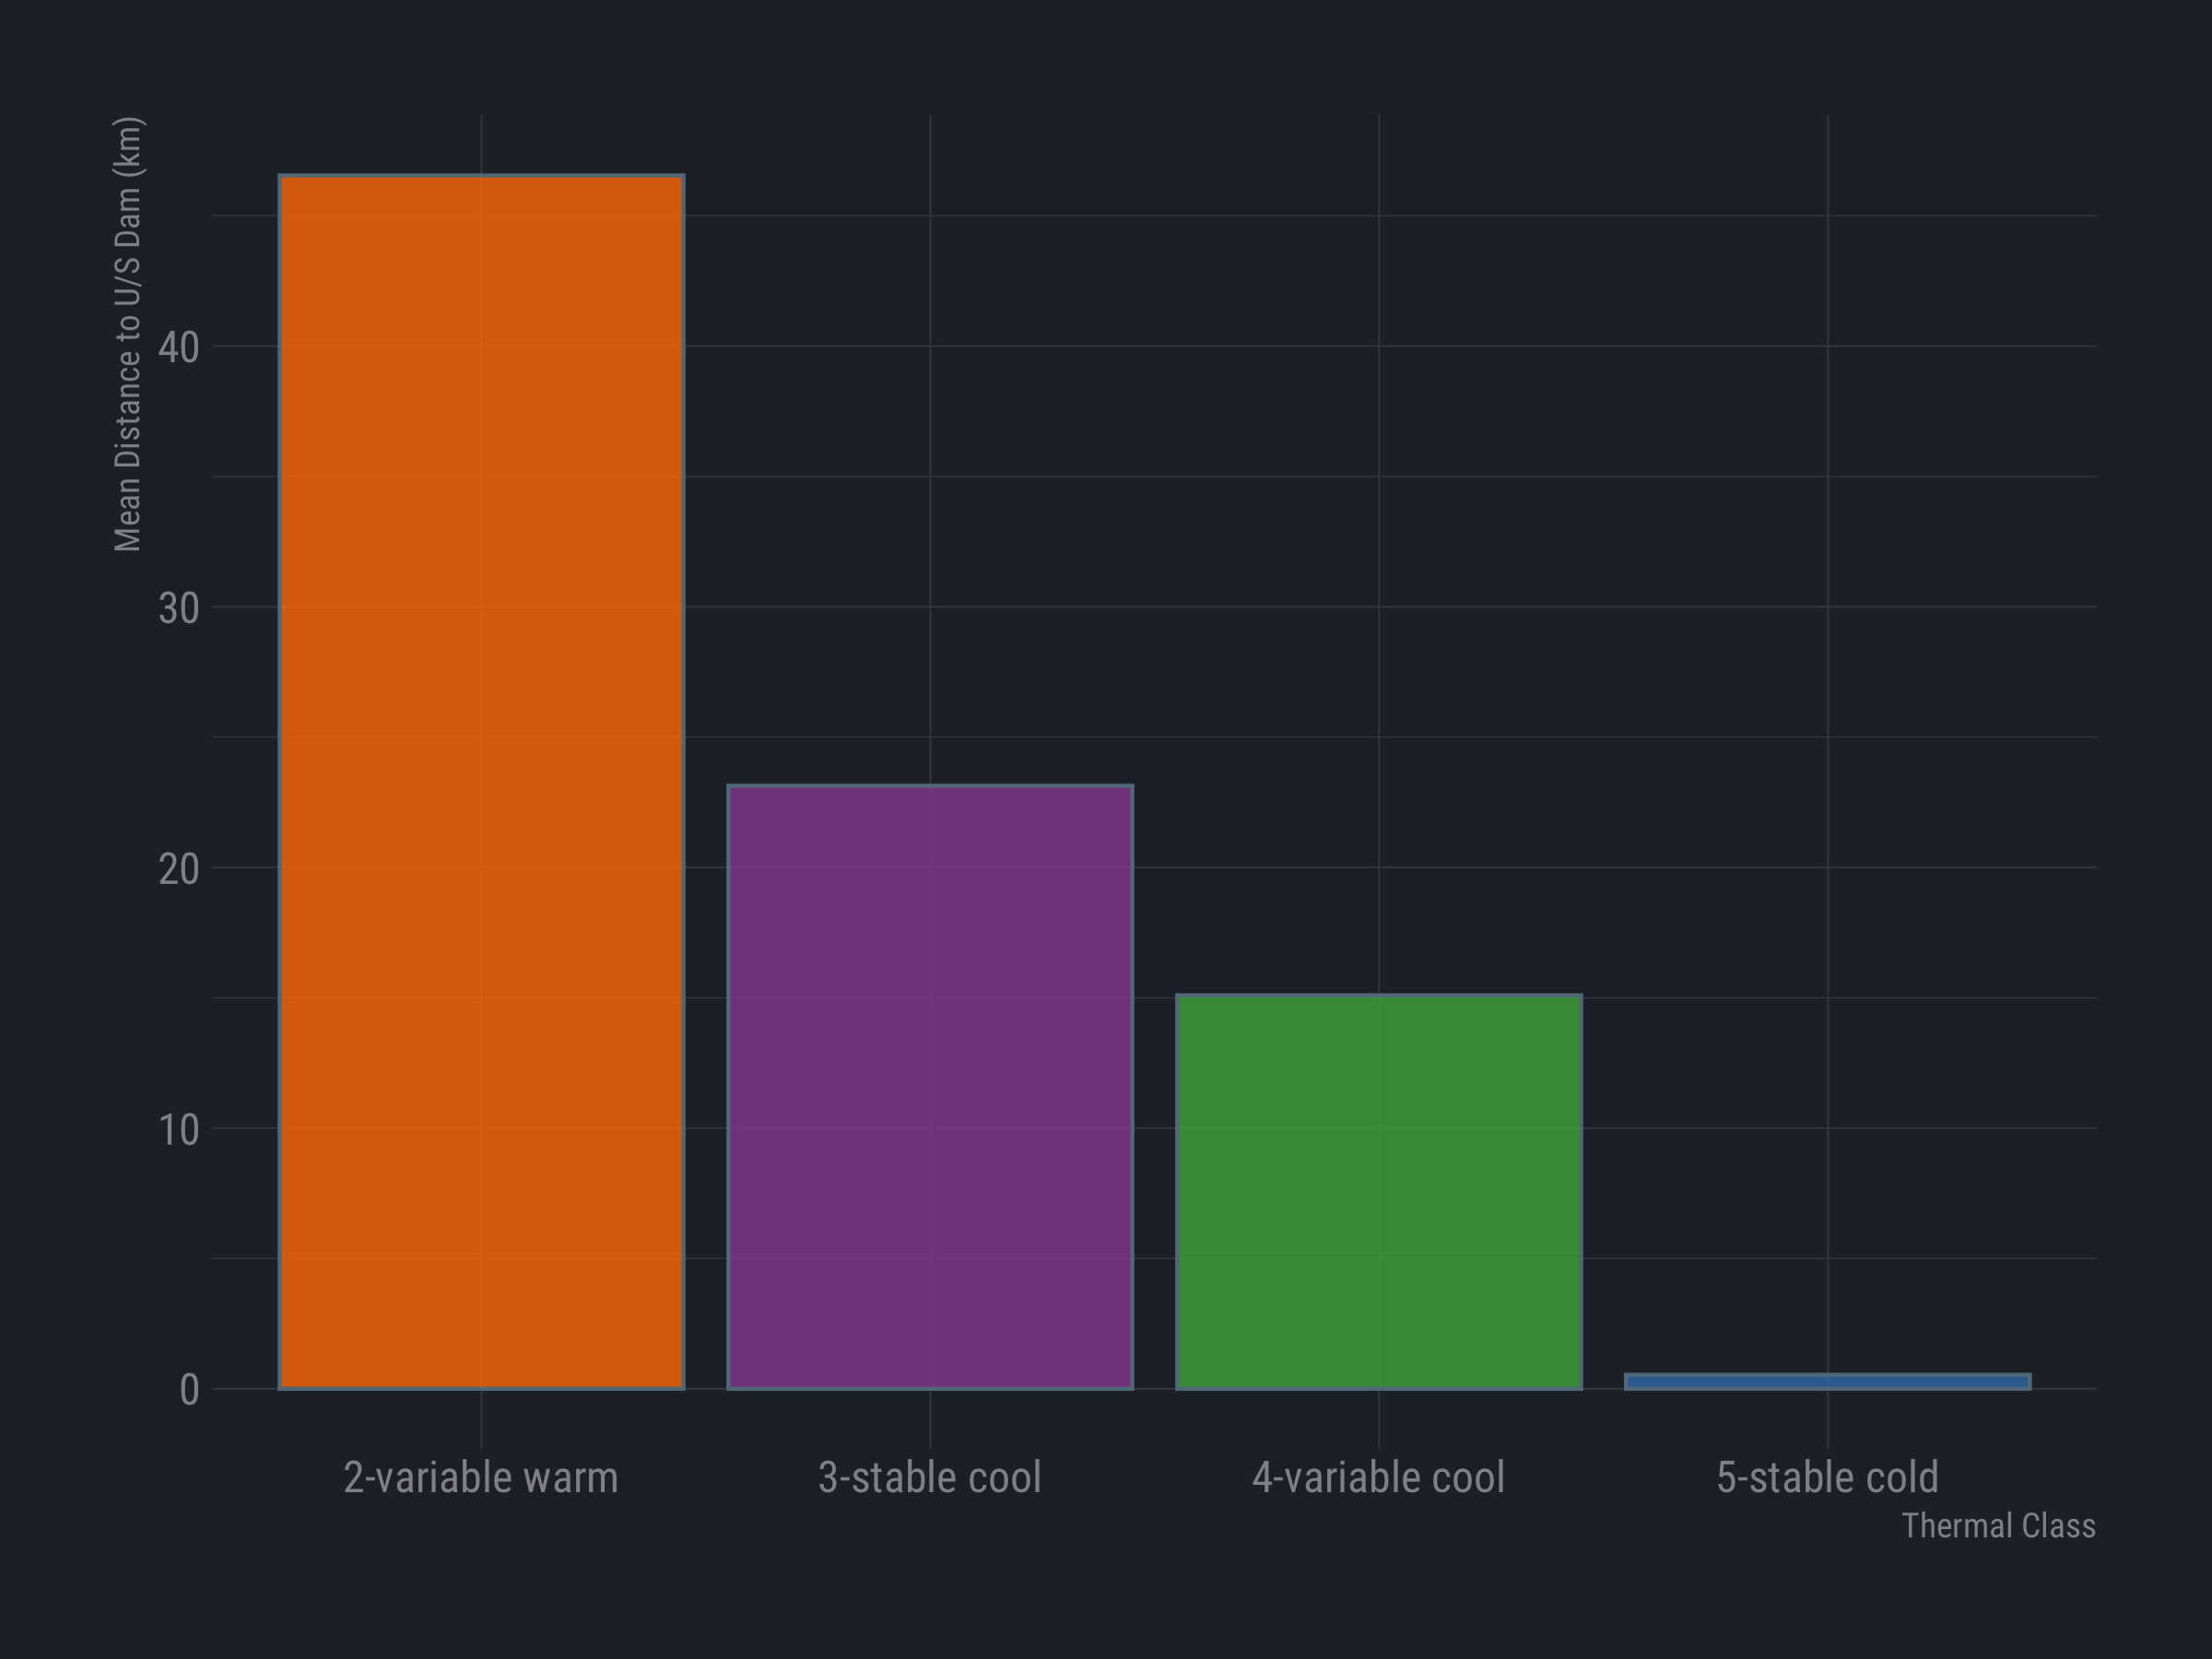 Mean Distance to U/S Dam (km)
40
30
20
10
0
2-variable warm
3-stable cool
4-variable cool
5-stable cold
Thermal Class